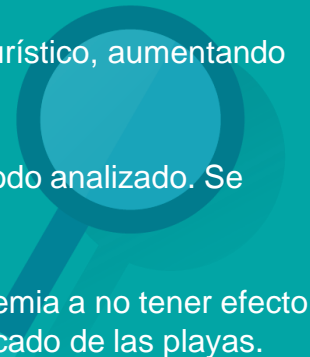 urístico, aumentando
odo analizado. Se
emia a no tener efecto
cado de las playas.